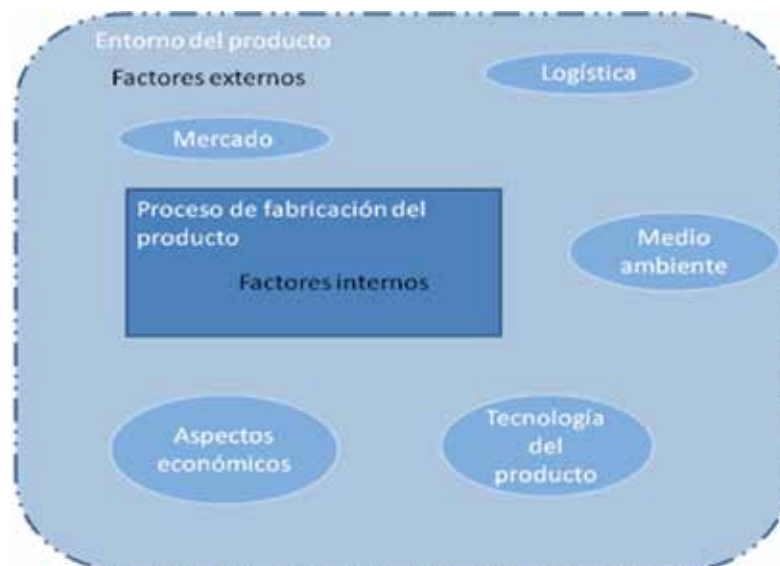 Entorno del producto
Factores externos
Logística
Mercado
Proceso de fabricación del
producto
Factores internos
Medio
ambiente
Aspectos
económicos
Tecnología
del
producto